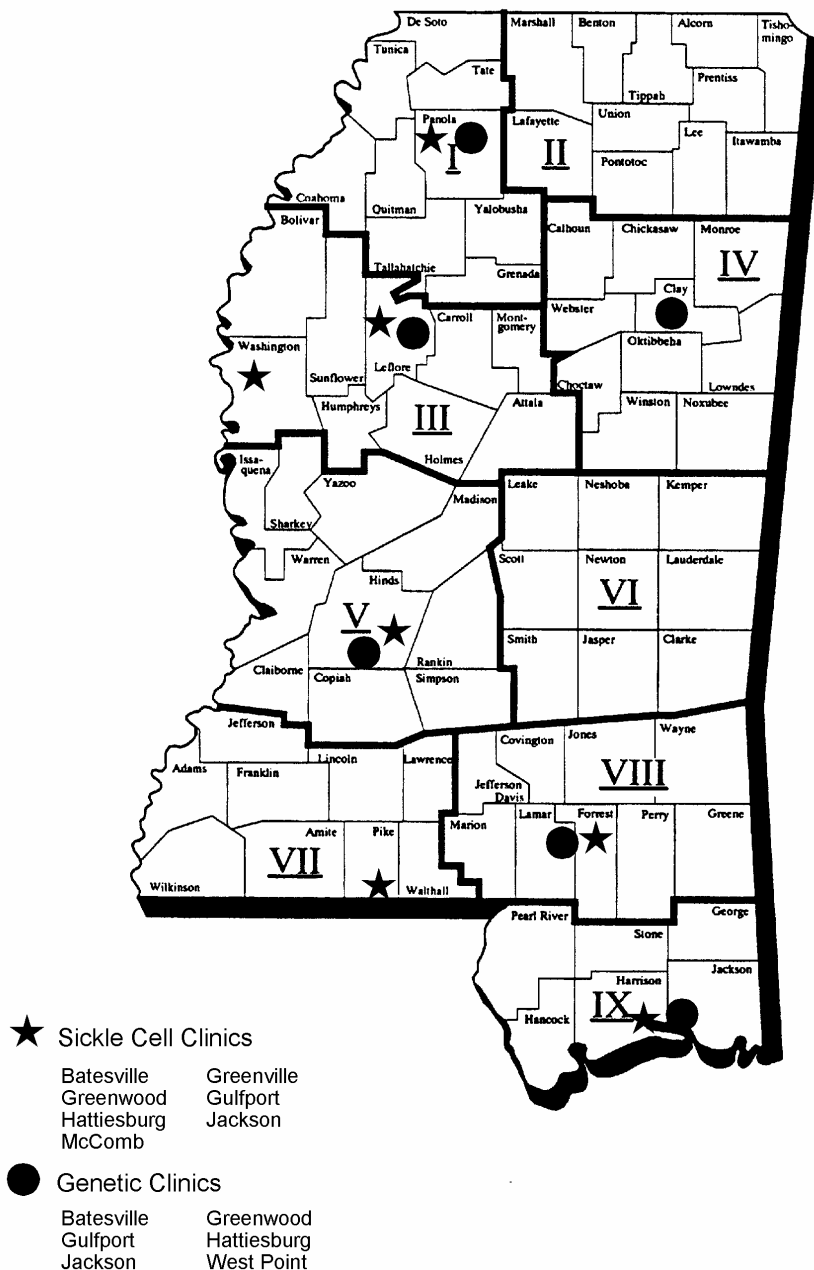 De Soto
Marshall
Benton
Alcorn
Tisho-
mingo
Tunica
Tate
Prentiss
Tippah
Panola
Lafayette
Union
Lee
Itawamba
I
II
Pontotoc
Coahoma
Quitman
Yalobusha
Bolivar
Calhoun
Chickasaw
Monroe
Tallahatchie
Grenada
IV
Clay
Webster
Carroll
Mont-
gomery
Washington
Oktibbeha
Leflore
Sunflower
Choctaw
Lowndes
Humphreys
Attala
Winston
Noxubee
III
Holmes
Issa-
quena
Yazoo
Madison
Leake
Neshoba
Kemper
Sharkey
Warren
Scott
Newton
Lauderdale
Hinds
VI
V
Smith
Jasper
Clarke
Rankin
Claiborne
Copiah
Simpson
Jefferson
Covington
Jones
Wayne
Lincoln
Lawrence
Adams
Franklin
VIII
Jefferson
Davis
Marion
Lamar
Forrest
Perry
Greene
Amite
Pike
VII
Wilkinson
Walthall
Pearl River
George
Stone
Jackson
Harrison
IX
Hancock
Sickle Cell Clinics
Batesville Greenville
Greenwood Gulfport
Hattiesburg Jackson
McComb
Genetic Clinics
Batesville Greenwood
Gulfport Hattiesburg
Jackson West Point